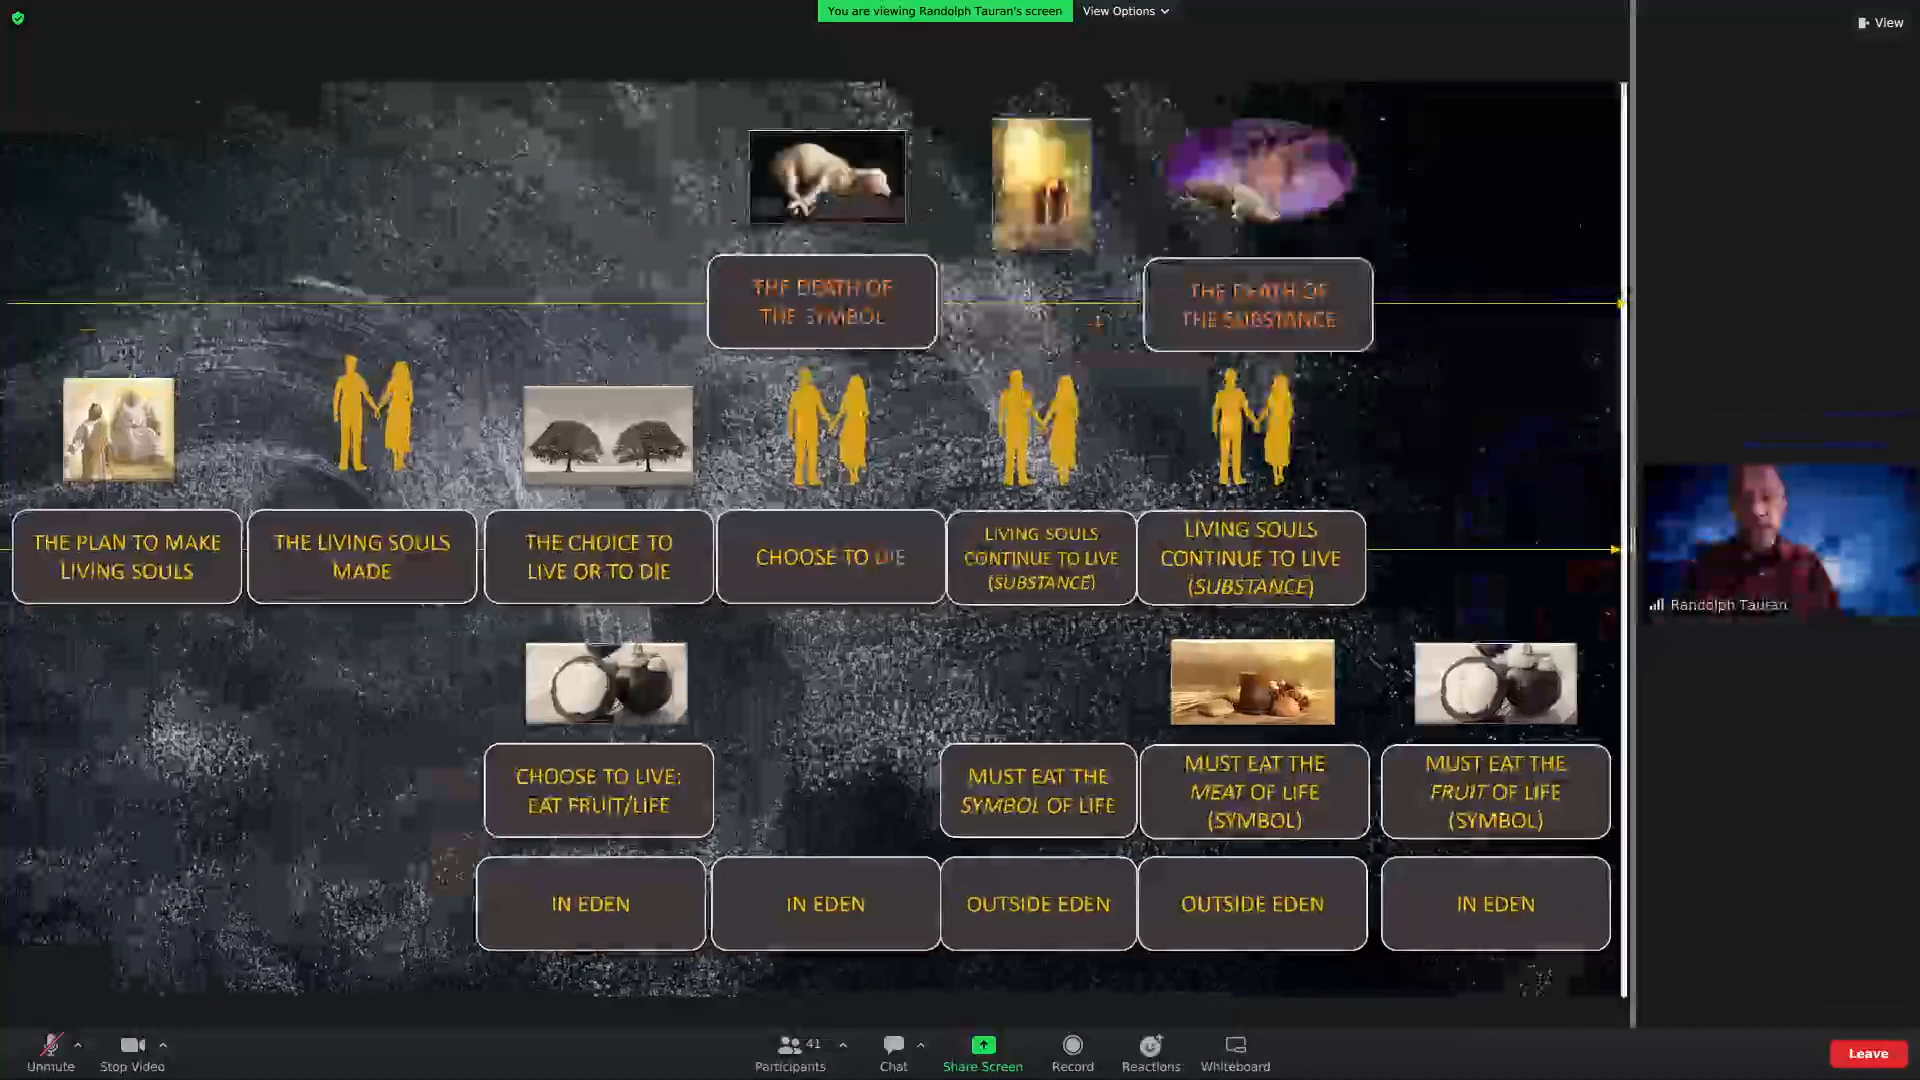 You are viewing Randolph Tauran's screen
View Options
View
THE DEATH OF
THE SYMBOL
THE DEATH OF
THE SUBSTANCE
THE PLAN TO MAKE
LIVING SOULS
THE LIVING SOULS
MADE
THE CHOICE TO
LIVE OR TO DIE
CHOOSE TO DIE
LIVING SOULS
CONTINUE TO LIVE
(SUBSTANCE)
LIVING SOULS
CONTINUE TO LIVE
(SUBSTANCE)
Randolph Tauran
CHOOSE TO LIVE:
EAT FRUIT/LIFE
MUST EAT THE
SYMBOL OF LIFE
MUST EAT THE
MEAT OF LIFE
(SYMBOL)
MUST EAT THE
FRUIT OF LIFE
(SYMBOL)
IN EDEN
IN EDEN
OUTSIDE EDEN
OUTSIDE EDEN
IN EDEN
Unmute
Stop Video
41
Participants
Chat
Share Screen
Record
Reactions
Whiteboard
Leave